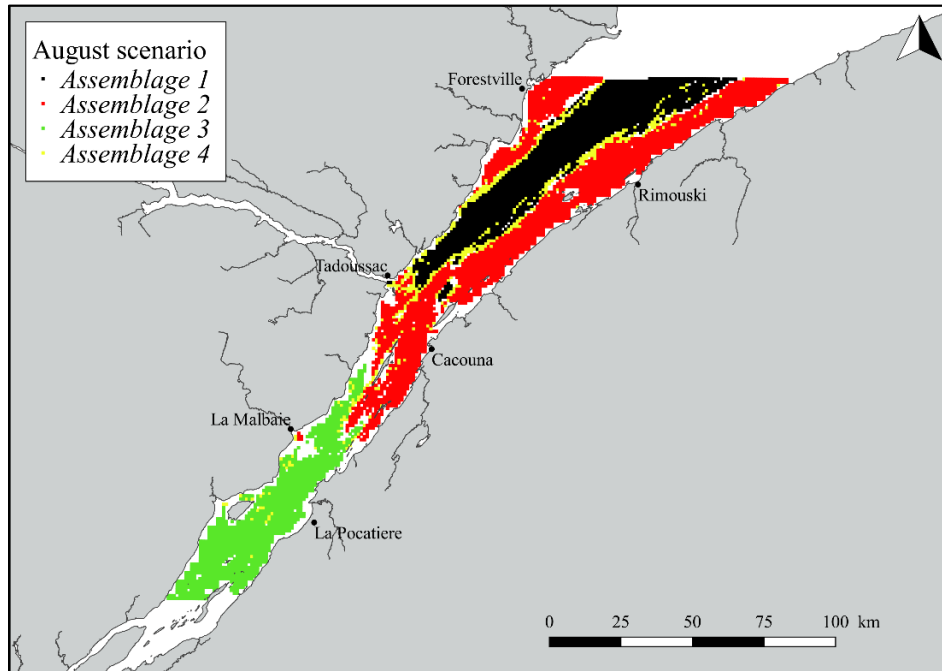 August scenario
Assemblage 1
Assemblage 2
Assemblage 3
Assemblage 4
Forestville
Rimouski
Tadoussac
Cacouna
La Malbaie
La Pocatiere
0 25 50 75 100 km